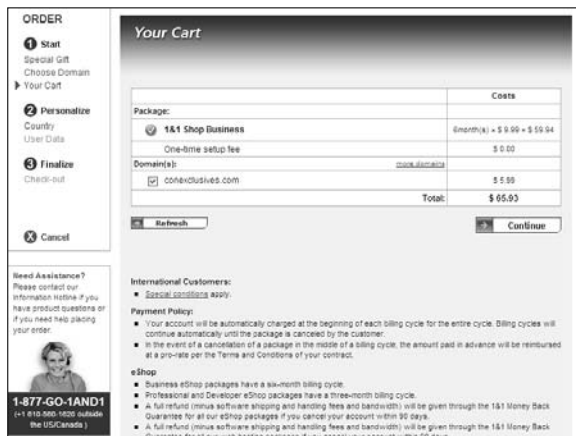 ORDER
1 Start
Special Gift
Choose Domain
Your Cart
2 Personalize
Country
User Data
3 Finalize
Check-out
X Cancel
Need Assistance?
Please contact our
Information Hotline if you
have product questions or
if you need help placing
your order.
1-877-GO-1AND1
(+1 610-560-1620 outside
the US/Canada )
Your Cart
Costs
Package:
1&1 Shop Business 6month(s) x $ 9.99 = $ 59.94
One-time setup fee $ 0.00
Domain(s): more domains
conexclusives.com $ 5.99
Total: $ 65.93
Refresh
Continue
International Customers:
Special conditions apply.
Payment Policy:
Your account will be automatically charged at the beginning of each billing cycle for the entire cycle. Billing cycles will
continue automatically until the package is canceled by the customer.
In the event of a cancellation of a package in the middle of a billing cycle, the amount paid in advance will be reimbursed
at a pro-rata per the Terms and Conditions of your contract.
eShop
Business eShop packages have a six-month billing cycle.
Professional and Developer eShop packages have a three-month billing cycle.
A full refund (minus software shipping and handling fees and bandwidth) will be given through the 1&1 Money Back
Guarantee for all our eShop packages if you cancel your account within 90 days.
A full refund (minus software shipping and handling fees and bandwidth) will be given through the 1&1 Money Back